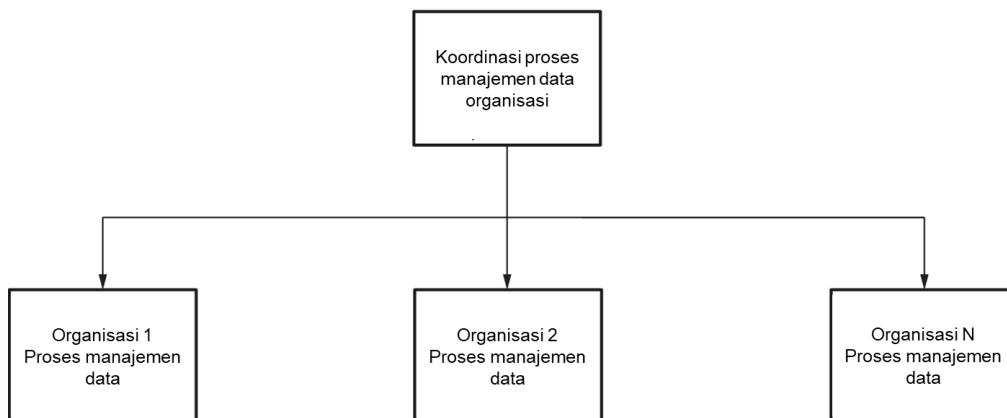 Koordinasi proses
manajemen data
organisasi
Organisasi 1
Proses manajemen
data
Organisasi 2
Proses manajemen
data
Organisasi N
Proses manajemen
data